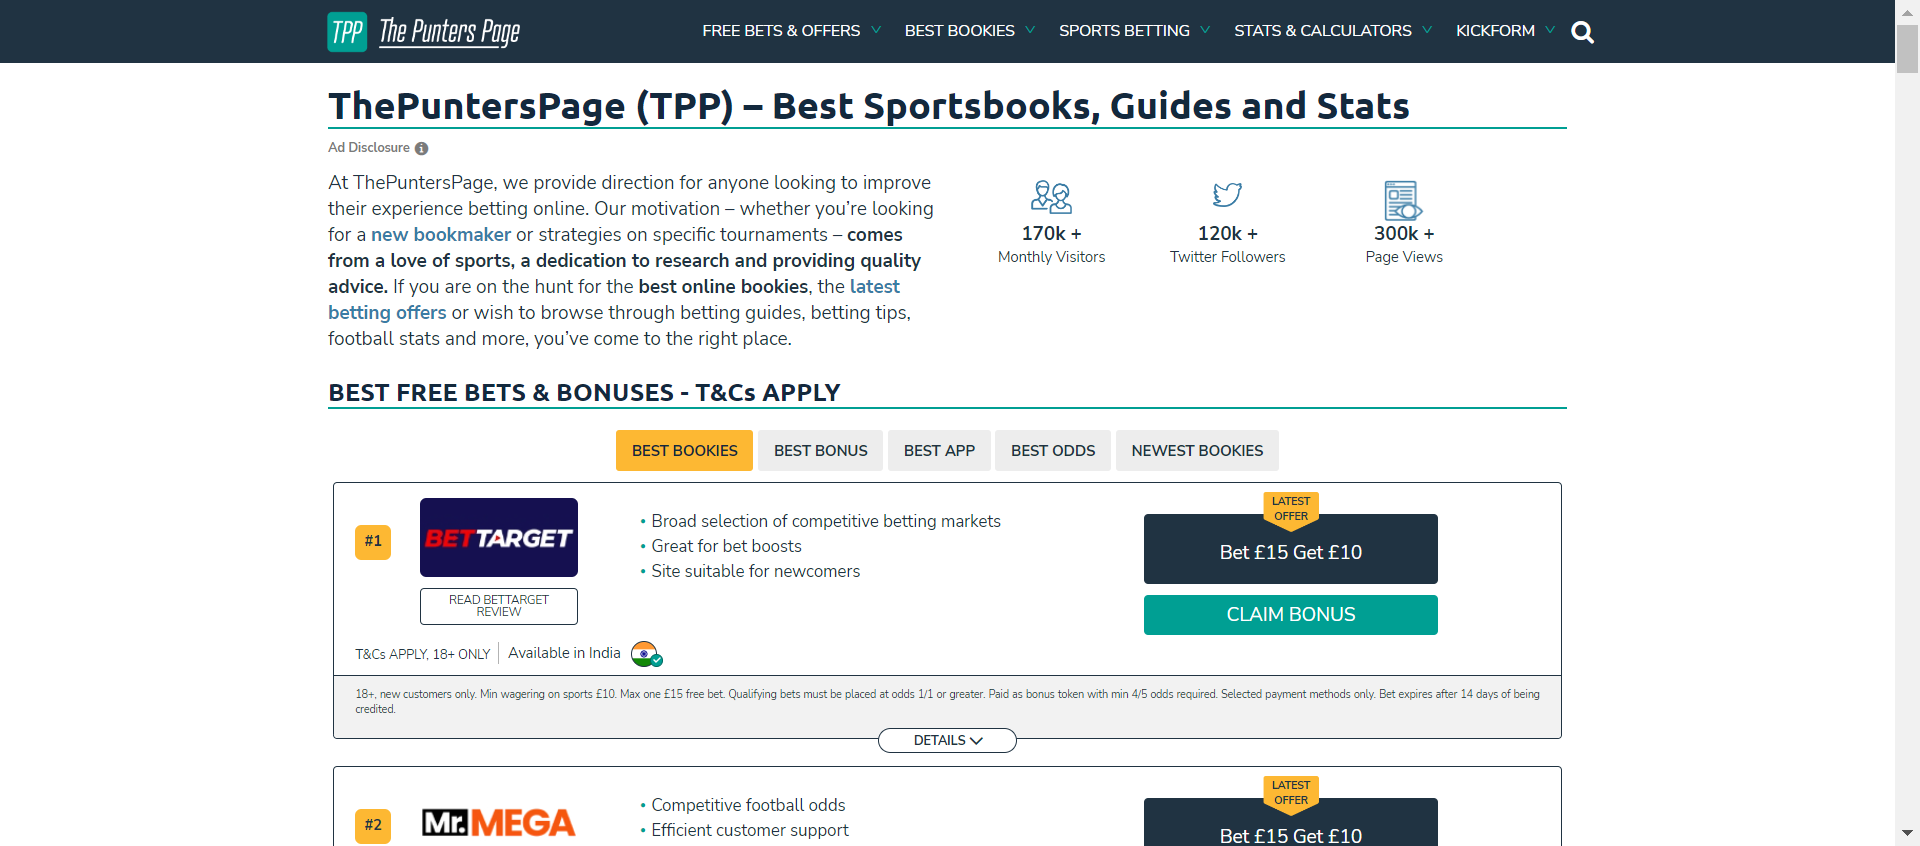 TPP The Punters Page
FREE BETS & OFFERS
BEST BOOKIES
SPORTS BETTING
STATS & CALCULATORS
KICKFORM
ThePuntersPage (TPP) – Best Sportsbooks, Guides and Stats
Ad Disclosure
At ThePuntersPage, we provide direction for anyone looking to improve
their experience betting online. Our motivation – whether you’re looking
for a new bookmaker or strategies on specific tournaments – comes
from a love of sports, a dedication to research and providing quality
advice. If you are on the hunt for the best online bookies, the latest
betting offers or wish to browse through betting guides, betting tips,
football stats and more, you’ve come to the right place.
170k +
Monthly Visitors
120k +
Twitter Followers
300k +
Page Views
BEST FREE BETS & BONUSES - T&Cs APPLY
BEST BOOKIES
BEST BONUS
BEST APP
BEST ODDS
NEWEST BOOKIES
#1
BETTARGET
READ BETTARGET
REVIEW
• Broad selection of competitive betting markets
• Great for bet boosts
• Site suitable for newcomers
LATEST
OFFER
Bet £15 Get £10
CLAIM BONUS
T&Cs APPLY, 18+ ONLY
Available in India
18+, new customers only. Min wagering on sports £10. Max one £15 free bet. Qualifying bets must be placed at odds 1/1 or greater. Paid as bonus token with min 4/5 odds required. Selected payment methods only. Bet expires after 14 days of being
credited.
DETAILS
#2
Mr. MEGA
• Competitive football odds
• Efficient customer support
LATEST
OFFER
Bet £15 Get £10